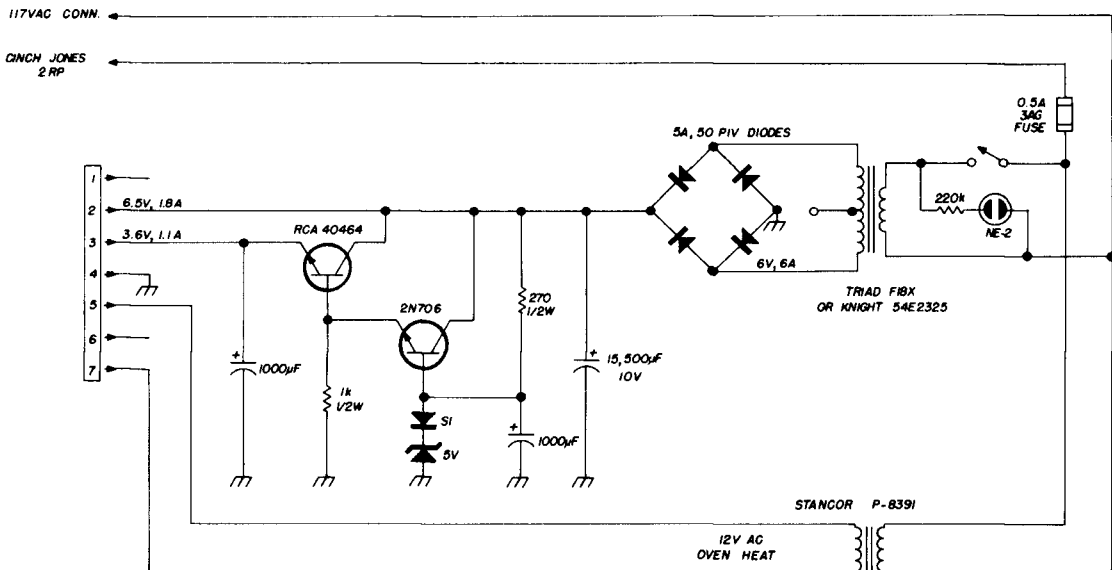 117VAC CONN.
CINCH JONES
2 RP
0.5A
3AG
FUSE
5A, 50 PIV DIODES
220k
NE-2
6V, 6A
TRIAD F18X
OR KNIGHT 54E2325
1
2
3
4
5
6
7
6.5V, 1.8A
3.6V, 1.1A
RCA 40464
2N706
270
1/2W
+
1000µF
1k
1/2W
S1
5V
+
1000µF
+
15,500µF
10V
STANCOR P-8391
12V AC
OVEN HEAT